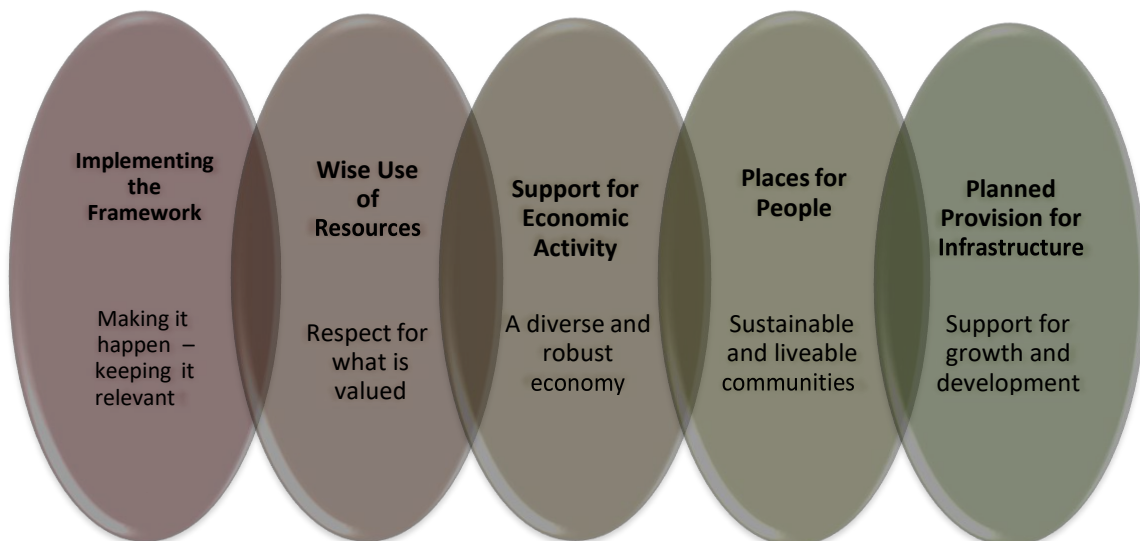 Implementing
the
Framework
Making it
happen –
keeping it
relevant
Wise Use
of
Resources
Respect for
what is
valued
Support for
Economic
Activity
A diverse and
robust
economy
Places for
People
Sustainable
and liveable
communities
Planned
Provision for
Infrastructure
Support for
growth and
development